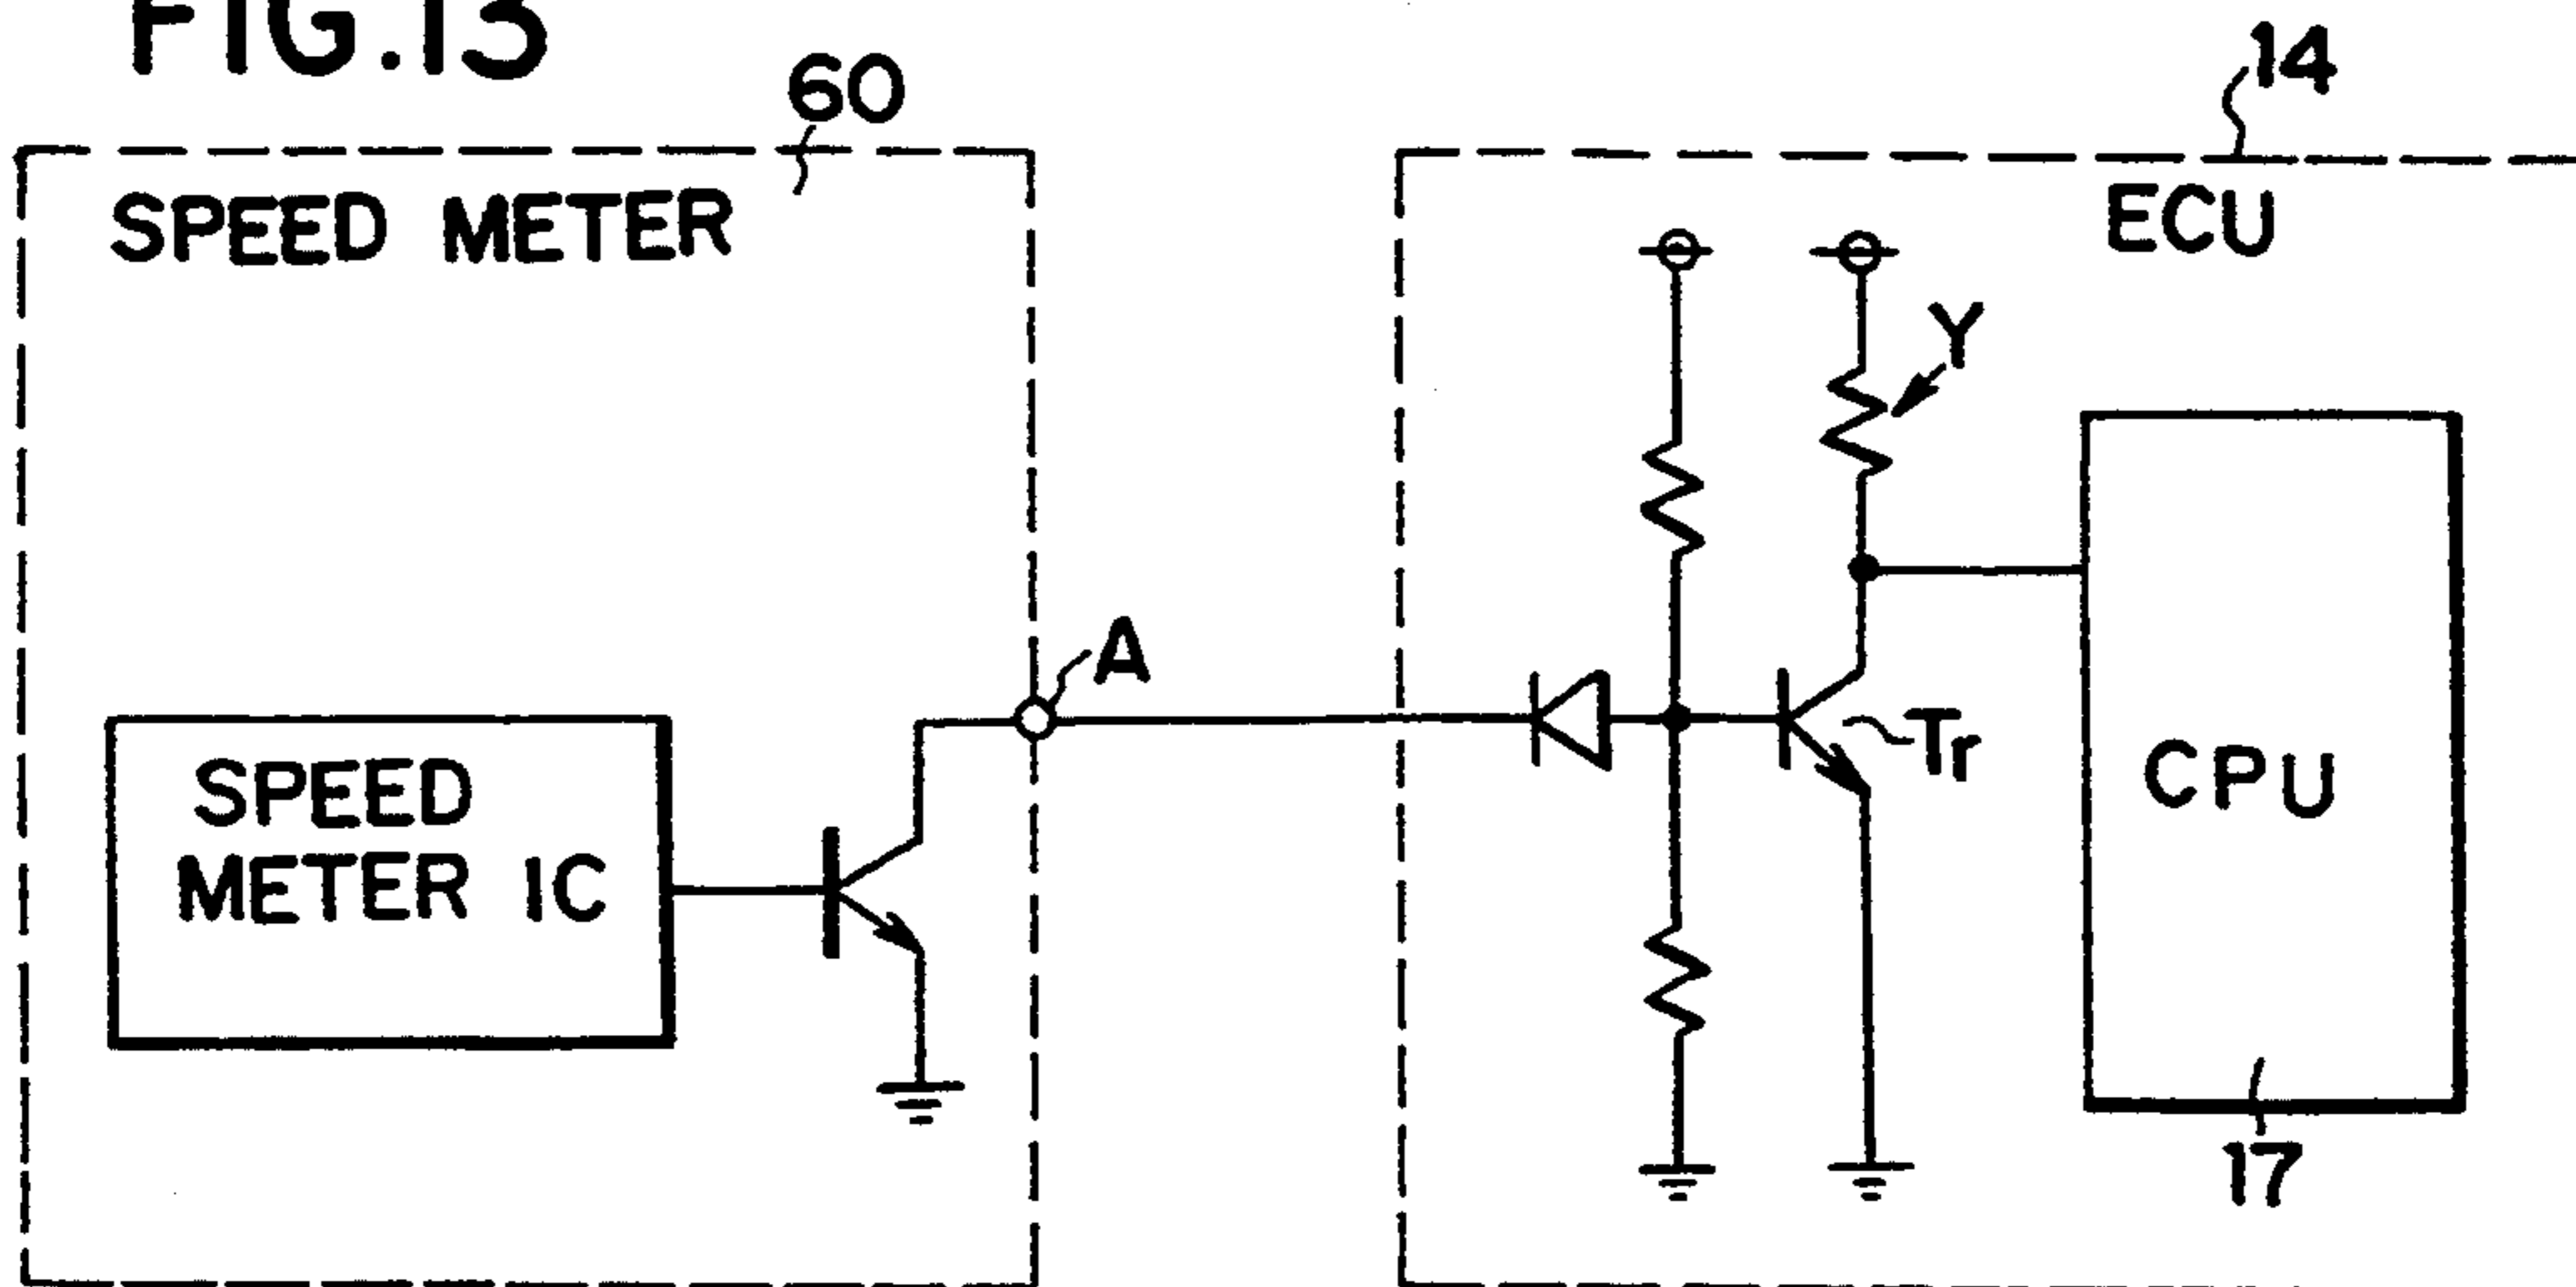 FIG.13
60
14
SPEED METER
ECU
Y
A
Tr
SPEED
METER IC
CPU
17